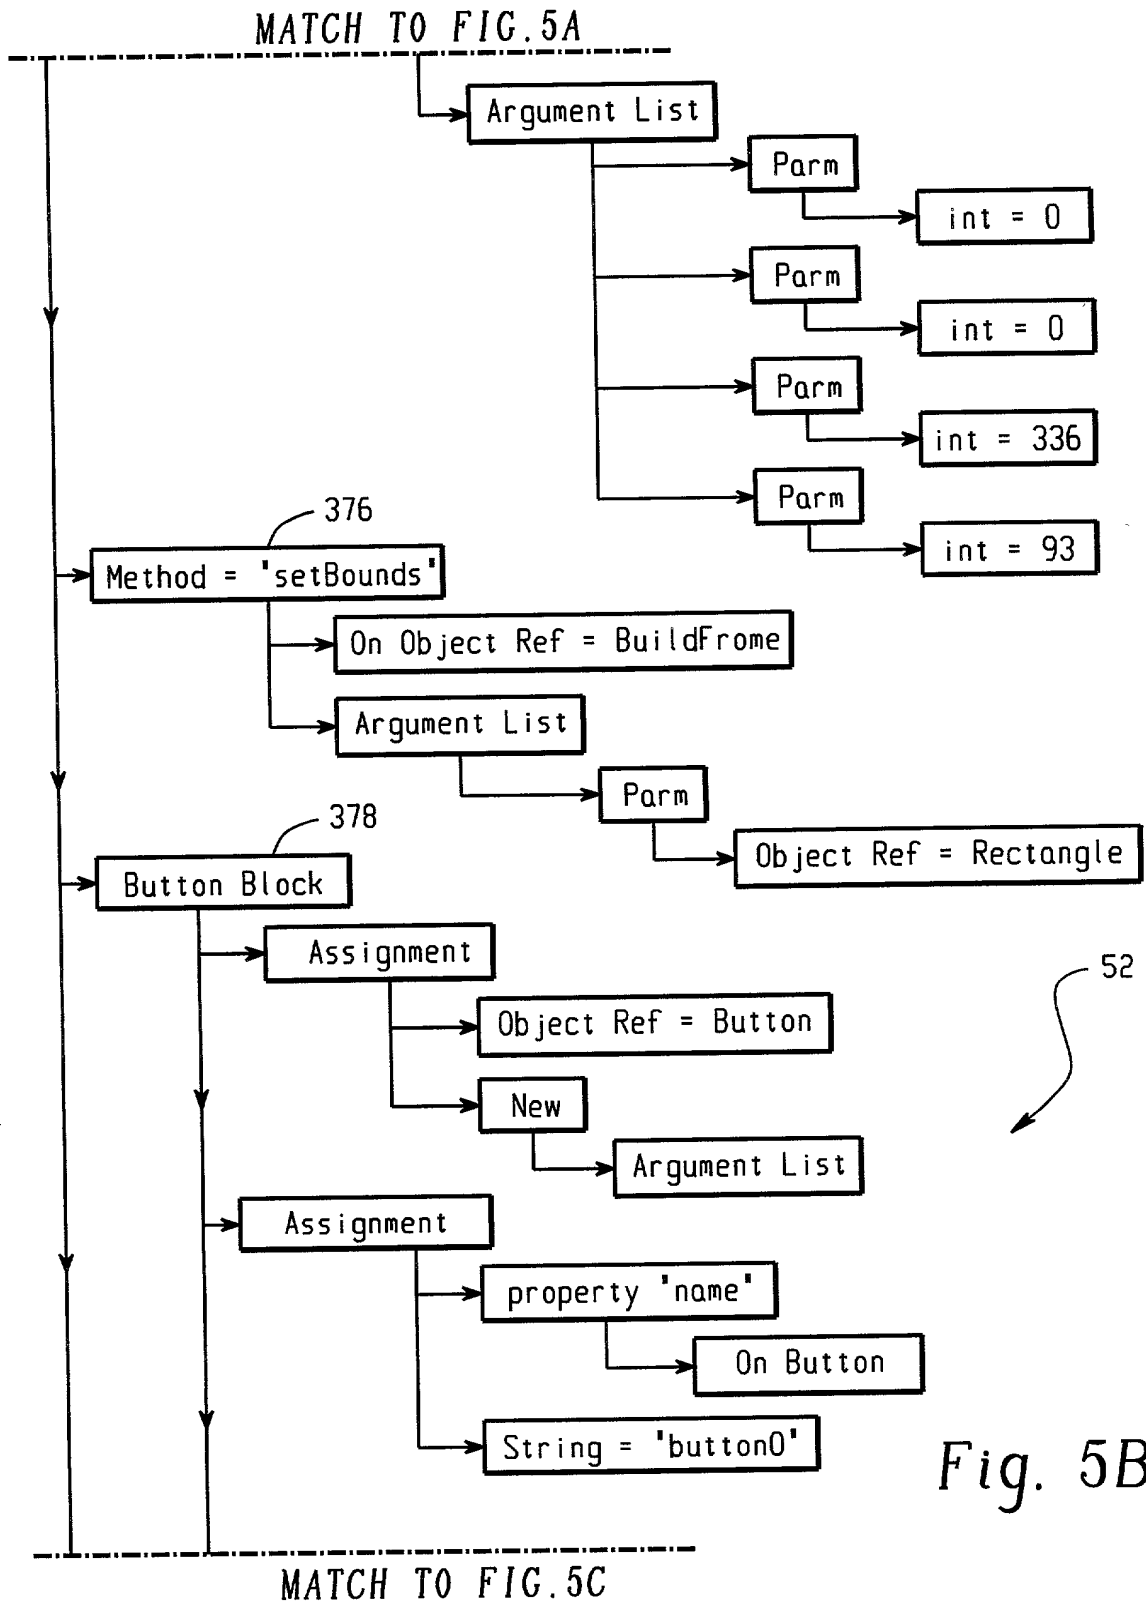 MATCH TO FIG.5A
Argument List
Parm
int = 0
Parm
int = 0
Parm
int = 336
Parm
int = 93
376
Method = 'setBounds'
On Object Ref = BuildFrome
Argument List
Parm
Object Ref = Rectangle
378
Button Block
Assignment
Object Ref = Button
New
Argument List
52
Assignment
property 'name'
On Button
String = 'button0'
Fig. 5B
MATCH TO FIG.5C